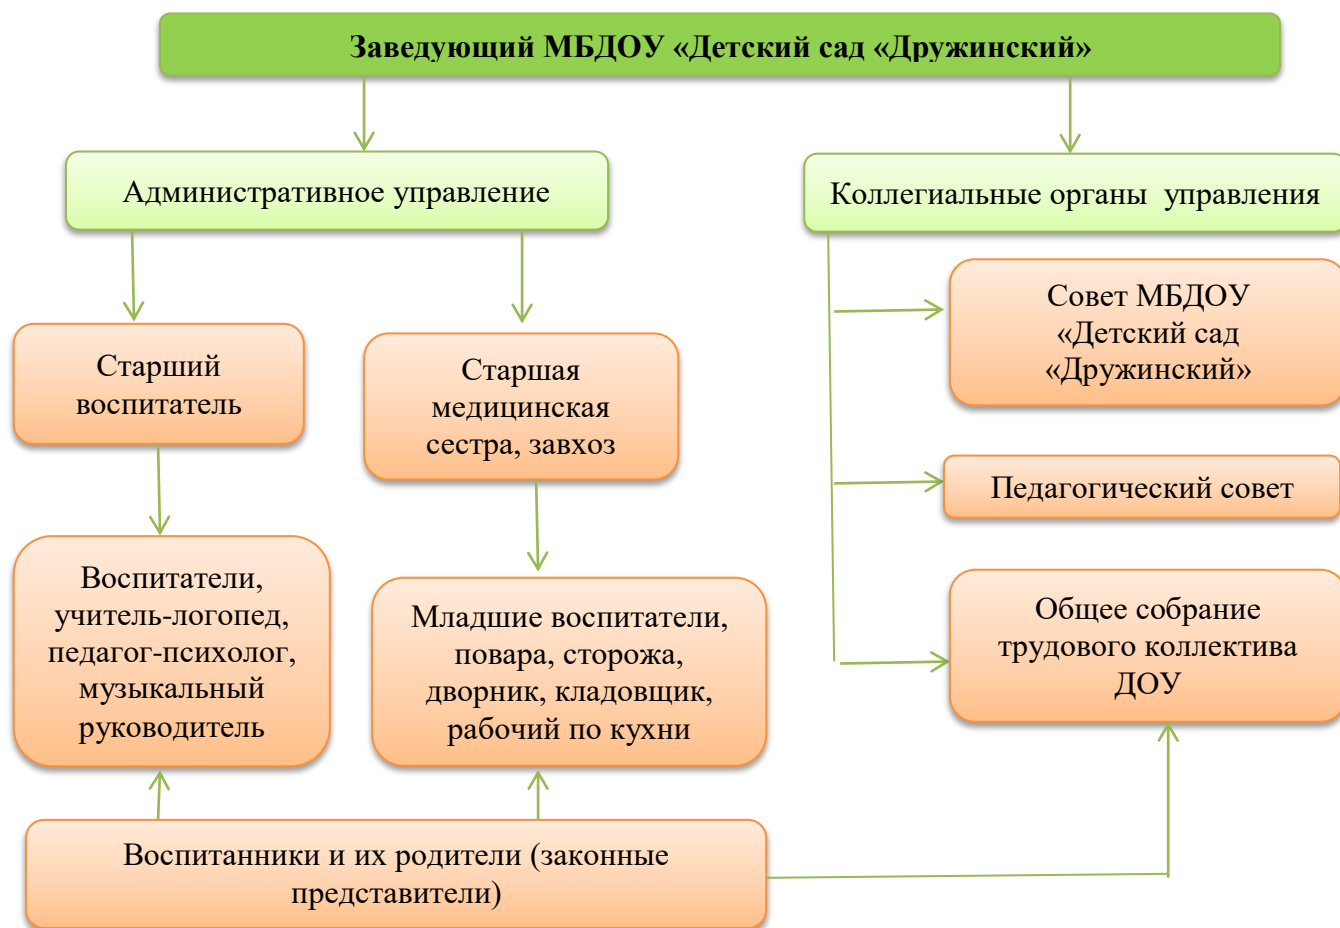 Заведующий МБДОУ «Детский сад «Дружинский»
Административное управление
Коллегиальные органы управления
Старший
воспитатель
Старшая
медицинская
сестра, завхоз
Совет МБДОУ
«Детский сад
«Дружинский»
Педагогический совет
Воспитатели,
учитель-логопед,
педагог-психолог,
музыкальный
руководитель
Младшие воспитатели,
повара, сторожа,
дворник, кладовщик,
рабочий по кухни
Общее собрание
трудового коллектива
ДОУ
Воспитанники и их родители (законные
представители)